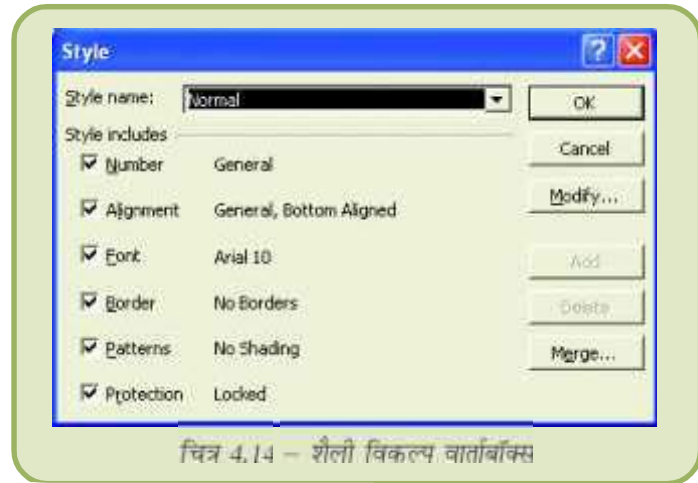 Style
Style name: Normal OK
Style includes Cancel
Number General
Modify...
Alignment General, Bottom Aligned
Font Arial 10
Add
Border No Borders
Delete
Patterns No Shading
Merge...
Protection Locked
चित्र 4.14 – शैली विकल्प वार्ताबॉक्स